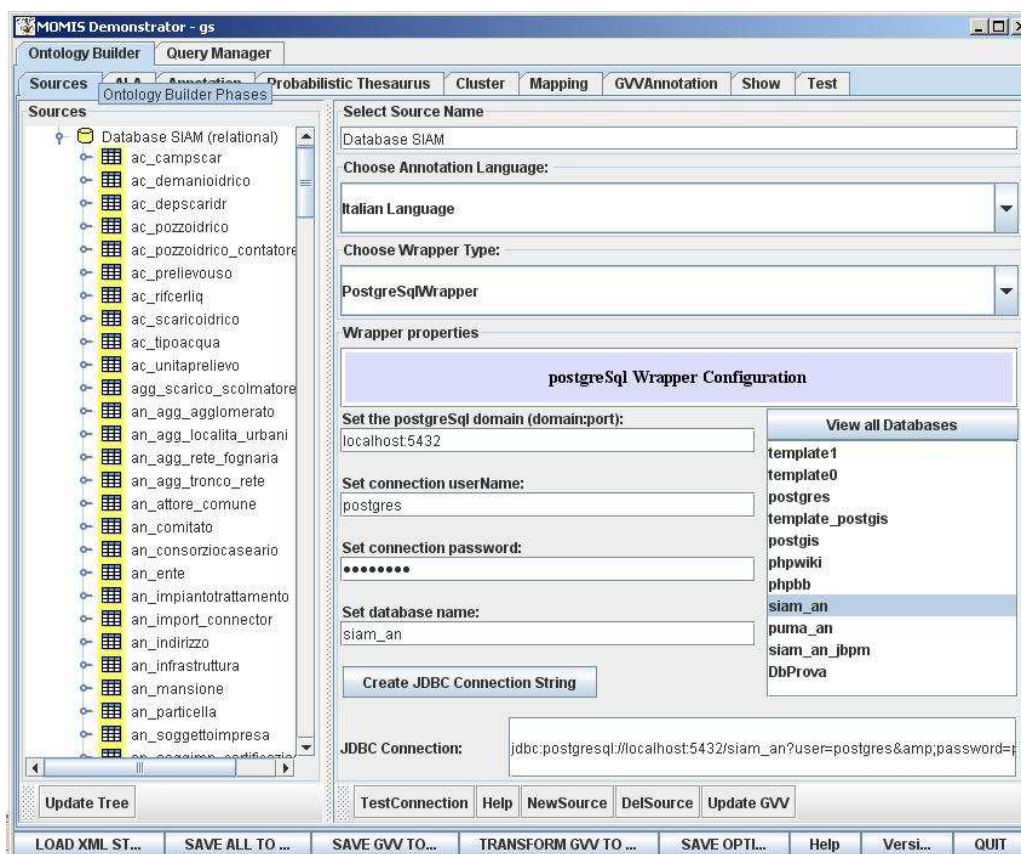 MOMIS Demonstrator - gs
Ontology Builder Query Manager
Sources ALA Annotation Probabilistic Thesaurus Cluster Mapping GVVAnnotation Show Test
Ontology Builder Phases
Sources
Database SIAM (relational)
ac_campscar
ac_demanioidrico
ac_depscaridr
ac_pozzoidrico
ac_pozzoidrico_contatore
ac_prelievouso
ac_rifcerliq
ac_scaricoidrico
ac_tipoacqua
ac_unitaprelievo
agg_scarico_scolmatore
an_agg_agglomerato
an_agg_localita_urbani
an_agg_rete_fognaria
an_agg_tronco_rete
an_attore_comune
an_comitato
an_consorziocaseario
an_ente
an_impiantotrattamento
an_import_connector
an_indirizzo
an_infrastruttura
an_mansione
an_particella
an_soggettoimpresa
Update Tree
Select Source Name
Database SIAM
Choose Annotation Language:
Italian Language
Choose Wrapper Type:
PostgreSqlWrapper
Wrapper properties
postgreSql Wrapper Configuration
Set the postgreSql domain (domain:port):
localhost:5432
Set connection userName:
postgres
Set connection password:
••••••••
Set database name:
siam_an
Create JDBC Connection String
View all Databases
template1
template0
postgres
template_postgis
postgis
phpwiki
phpbb
siam_an
puma_an
siam_an_jbpm
DbProva
JDBC Connection: jdbc:postgresql://localhost:5432/siam_an?user=postgres&amp;password=p
TestConnection Help NewSource DelSource Update GVV
LOAD XML ST... SAVE ALL TO ... SAVE GVV TO... TRANSFORM GVV TO ... SAVE OPTI... Help Versi... QUIT